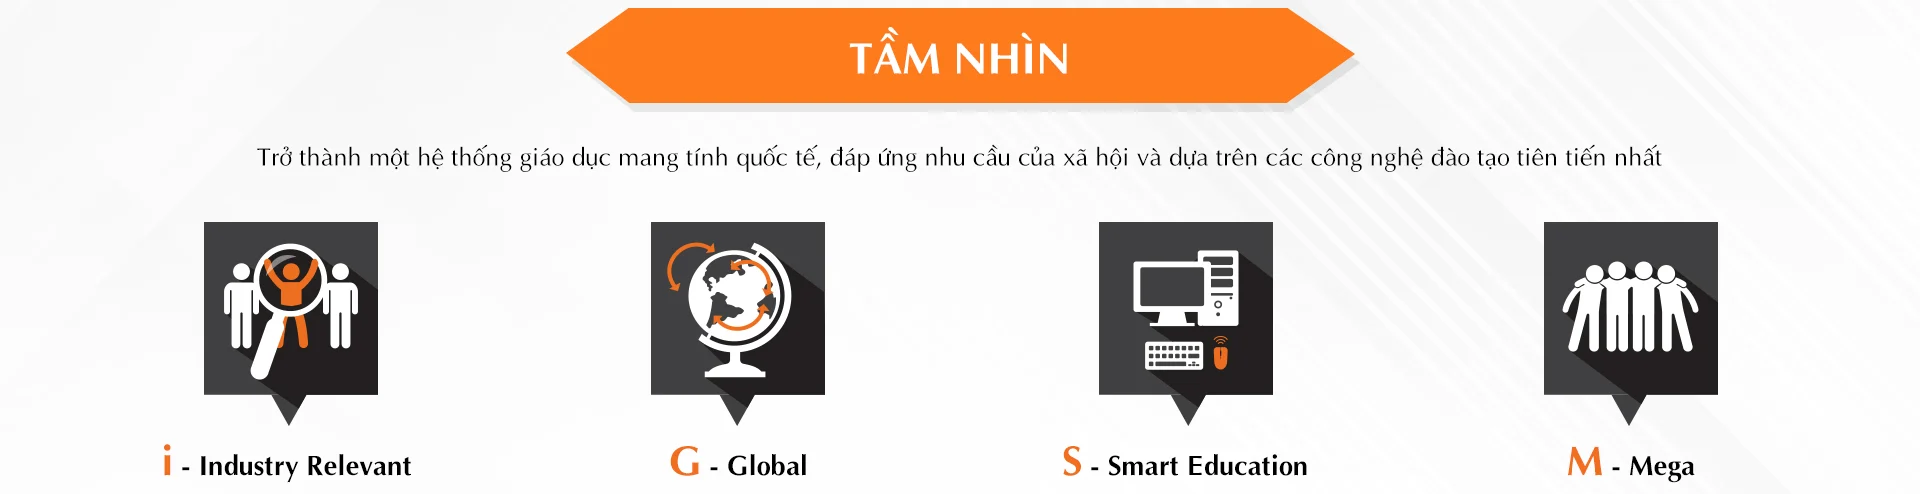 TẦM NHÌN
Trở thành một hệ thống giáo dục mang tính quốc tế, đáp ứng nhu cầu của xã hội và dựa trên các công nghệ đào tạo tiên tiến nhất
i - Industry Relevant
G - Global
S - Smart Education
M - Mega